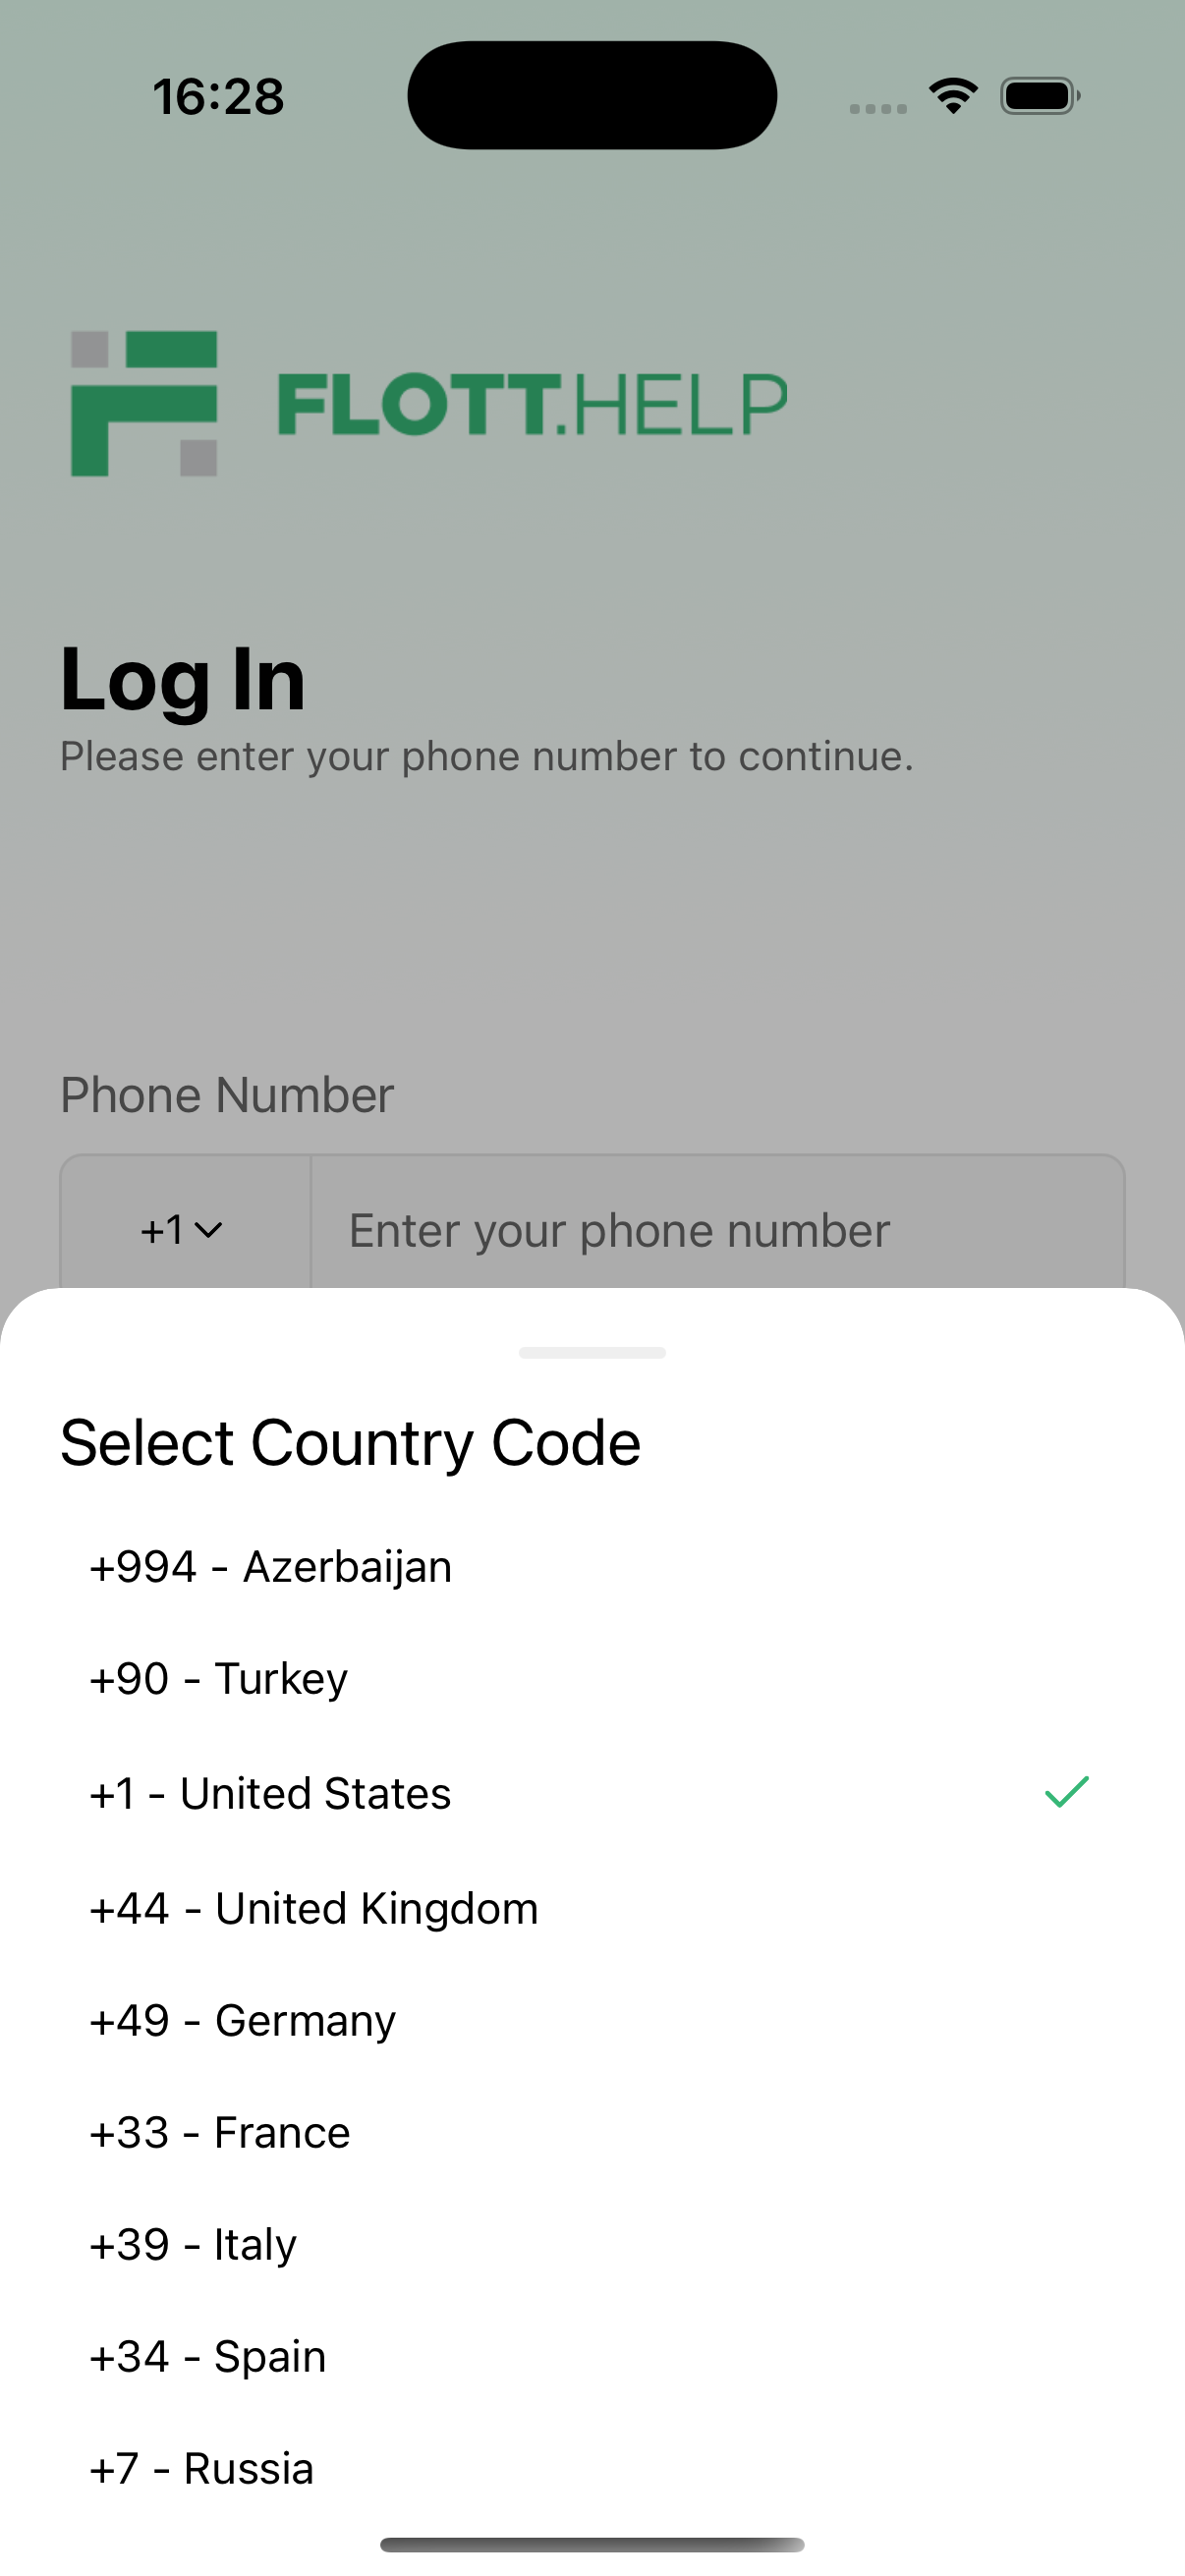 16:28
FLOTT.HELP
Log In
Please enter your phone number to continue.
Phone Number
+1 Enter your phone number
Select Country Code
+994 - Azerbaijan
+90 - Turkey
+1 - United States
+44 - United Kingdom
+49 - Germany
+33 - France
+39 - Italy
+34 - Spain
+7 - Russia